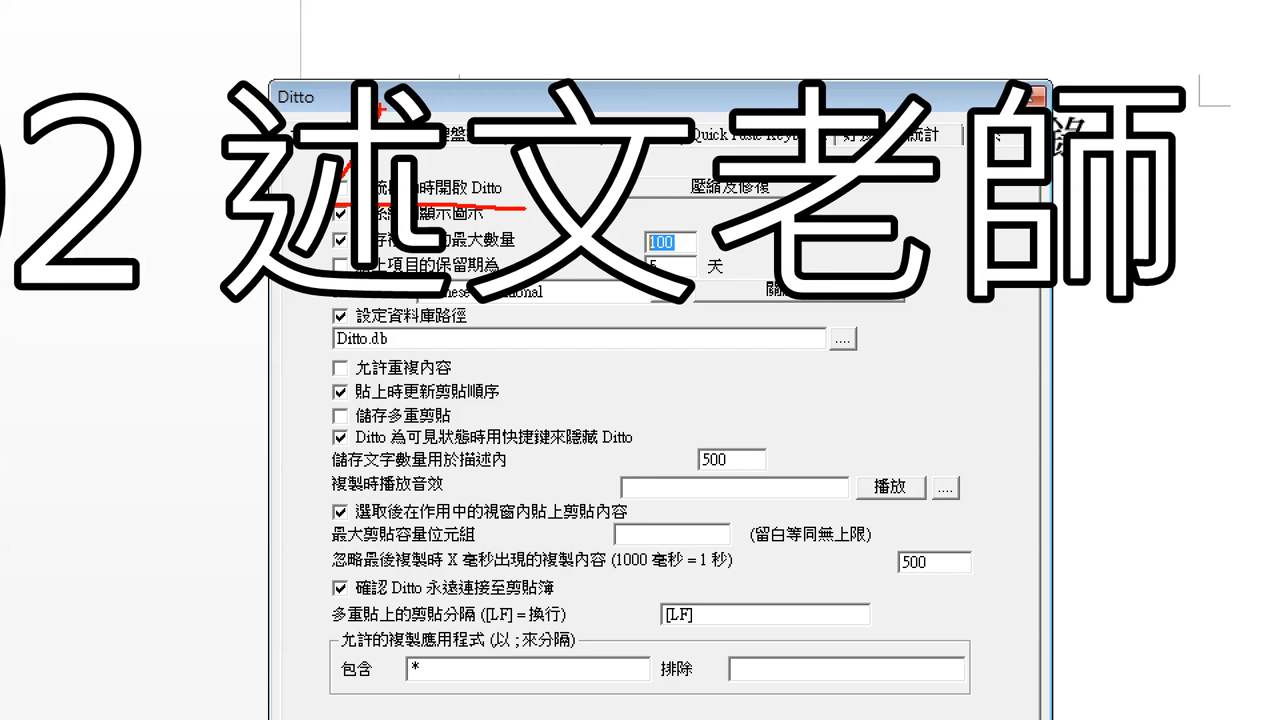 Ditto
02 述文老師
Quick Paste Keyb
統計
時開啟 Ditto
壓縮及修復
顯示圖示
最大數量
100
上項目的保留期為
5
天
設定資料庫路徑
Ditto.db
....
允許重複內容
貼上時更新剪貼順序
儲存多重剪貼
Ditto 為可見狀態時用快捷鍵來隱藏 Ditto
儲存文字數量用於描述內
500
複製時播放音效
播放
....
選取後在作用中的視窗內貼上剪貼內容
最大剪貼容量位元組
(留白等同無上限)
忽略最後複製時 X 毫秒出現的複製內容 (1000 毫秒 = 1 秒)
500
確認 Ditto 永遠連接至剪貼簿
多重貼上的剪貼分隔 ([LF] = 換行)
[LF]
允許的複製應用程式 (以 ; 來分隔)
包含
*
排除